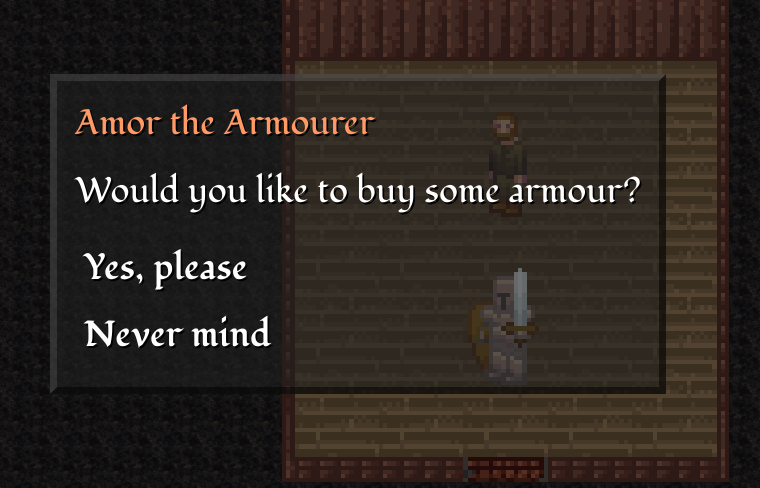 Amor the Armourer
Would you like to buy some armour?
Yes, please
Never mind